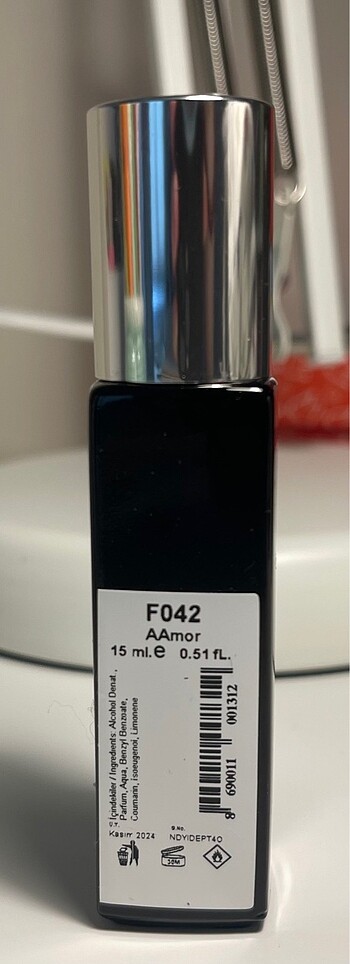 F042
AAmor
15 ml.e 0.51 fL.
İçindekiler / Ingredients: Alcohol Denat.,
Parfum, Aqua, Benzyl Benzoate,
Coumarin, Isoeugenol, Limonene
8 690011 001312
Ü.T.
Kasım 2024
S.No.
NDYIDEPT40